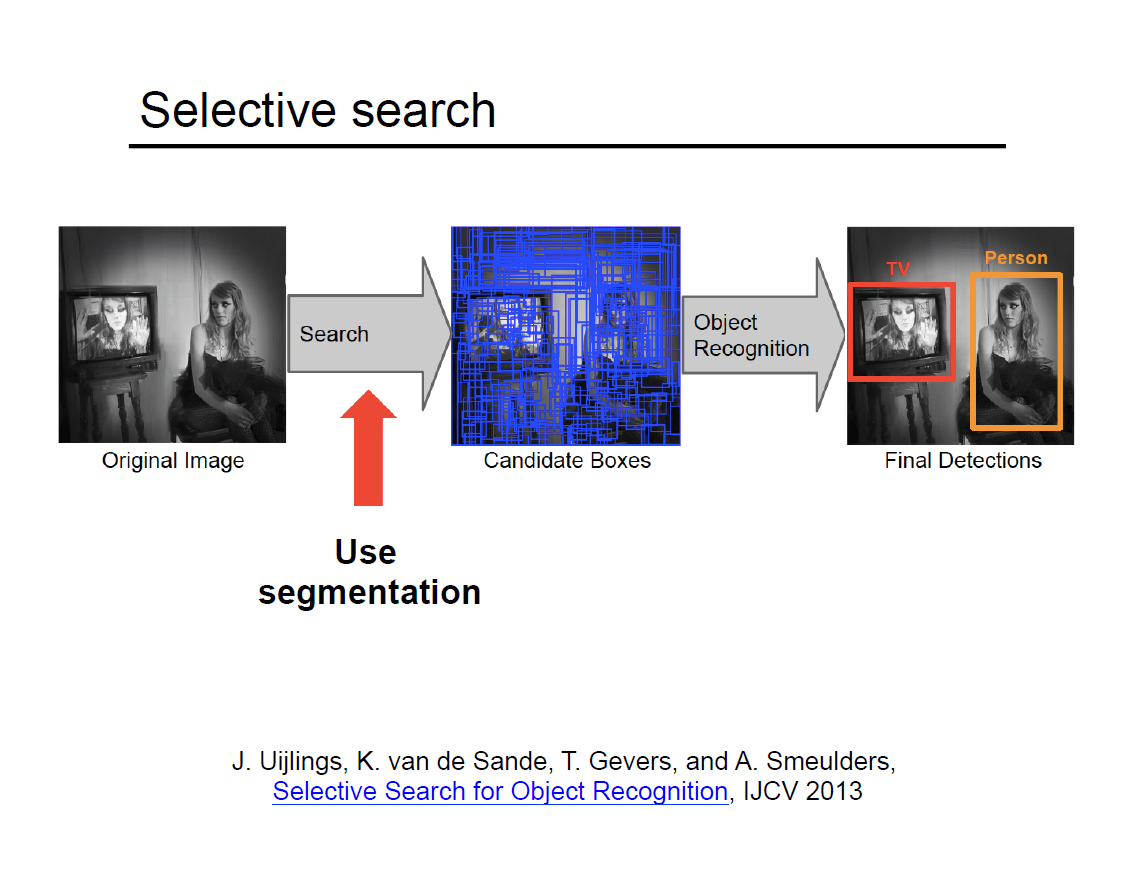 Selective search
Search
Object
Recognition
TV
Person
Original Image
Candidate Boxes
Final Detections
Use
segmentation
J. Uijlings, K. van de Sande, T. Gevers, and A. Smeulders,
Selective Search for Object Recognition, IJCV 2013